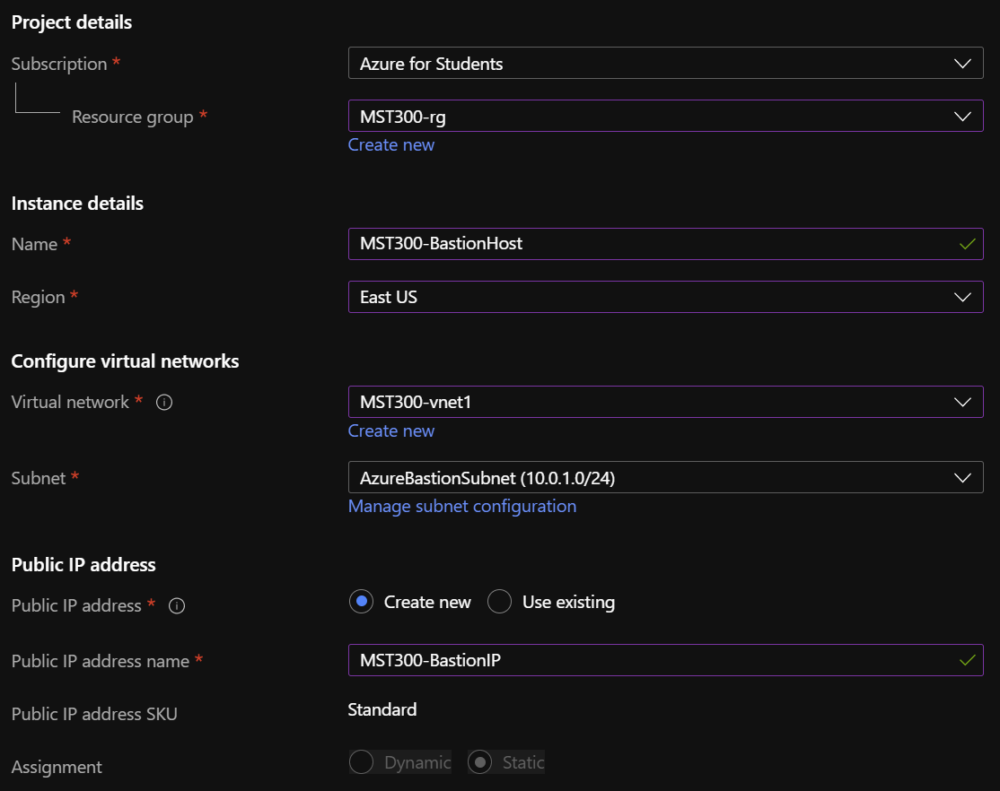 Project details
Subscription * Azure for Students
Resource group * MST300-rg
Create new
Instance details
Name * MST300-BastionHost
Region * East US
Configure virtual networks
Virtual network * MST300-vnet1
Create new
Subnet * AzureBastionSubnet (10.0.1.0/24)
Manage subnet configuration
Public IP address
Public IP address * Create new Use existing
Public IP address name * MST300-BastionIP
Public IP address SKU Standard
Assignment Dynamic Static